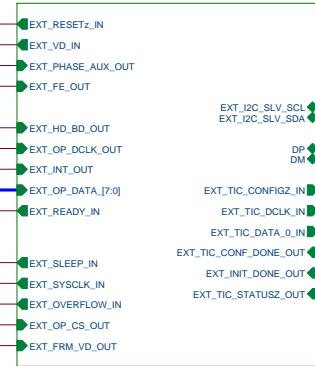 EXT_RESETz_IN
EXT_VD_IN
EXT_PHASE_AUX_OUT
EXT_FE_OUT
EXT_HD_BD_OUT
EXT_OP_DCLK_OUT
EXT_INT_OUT
EXT_OP_DATA_[7:0]
EXT_READY_IN
EXT_SLEEP_IN
EXT_SYSCLK_IN
EXT_OVERFLOW_IN
EXT_OP_CS_OUT
EXT_FRM_VD_OUT
EXT_I2C_SLV_SCL
EXT_I2C_SLV_SDA
DP
DM
EXT_TIC_CONFIGZ_IN
EXT_TIC_DCLK_IN
EXT_TIC_DATA_0_IN
EXT_TIC_CONF_DONE_OUT
EXT_INIT_DONE_OUT
EXT_TIC_STATUSZ_OUT